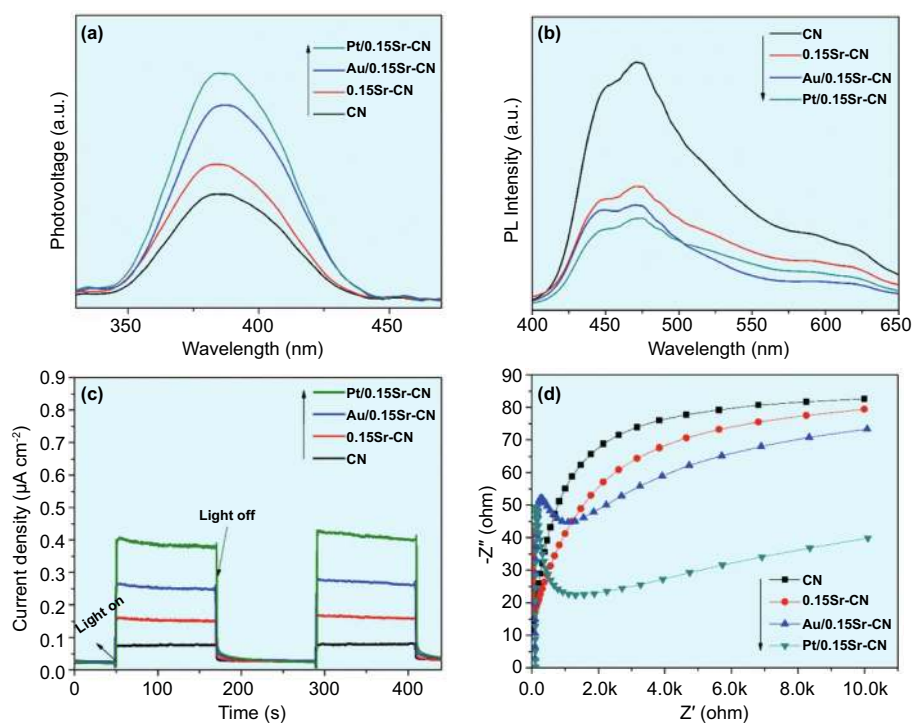 (a)
Pt/0.15Sr-CN
Au/0.15Sr-CN
0.15Sr-CN
CN
Photovoltage (a.u.)
350 400 450
Wavelength (nm)
(b)
CN
0.15Sr-CN
Au/0.15Sr-CN
Pt/0.15Sr-CN
PL Intensity (a.u.)
400 450 500 550 600 650
Wavelength (nm)
(c)
Pt/0.15Sr-CN
Au/0.15Sr-CN
0.15Sr-CN
CN
Light off
Light on
Current density (µA cm⁻²)
0.9
0.8
0.7
0.6
0.5
0.4
0.3
0.2
0.1
0.0
0 100 200 300 400
Time (s)
(d)
CN
0.15Sr-CN
Au/0.15Sr-CN
Pt/0.15Sr-CN
-Z″ (ohm)
90
80
70
60
50
40
30
20
10
0
0.0 2.0k 4.0k 6.0k 8.0k 10.0k
Z′ (ohm)